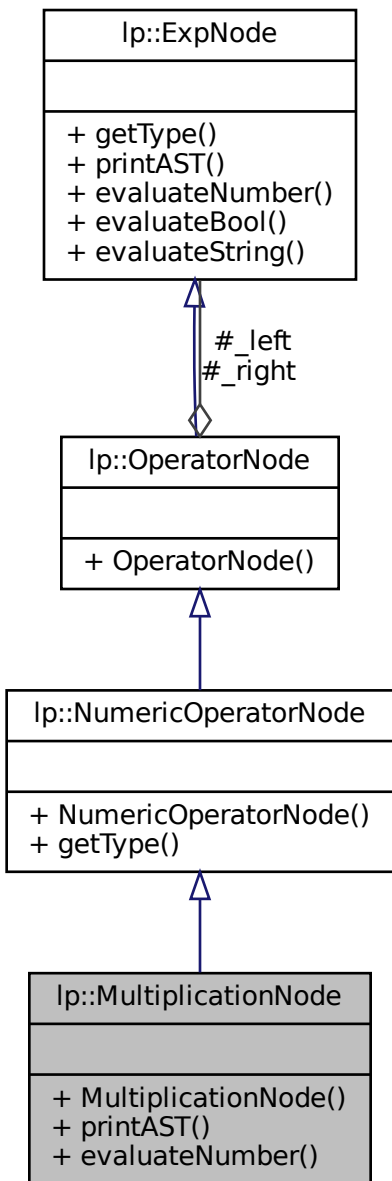 lp::ExpNode
+ getType()
+ printAST()
+ evaluateNumber()
+ evaluateBool()
+ evaluateString()
#_left
#_right
lp::OperatorNode
+ OperatorNode()
lp::NumericOperatorNode
+ NumericOperatorNode()
+ getType()
lp::MultiplicationNode
+ MultiplicationNode()
+ printAST()
+ evaluateNumber()